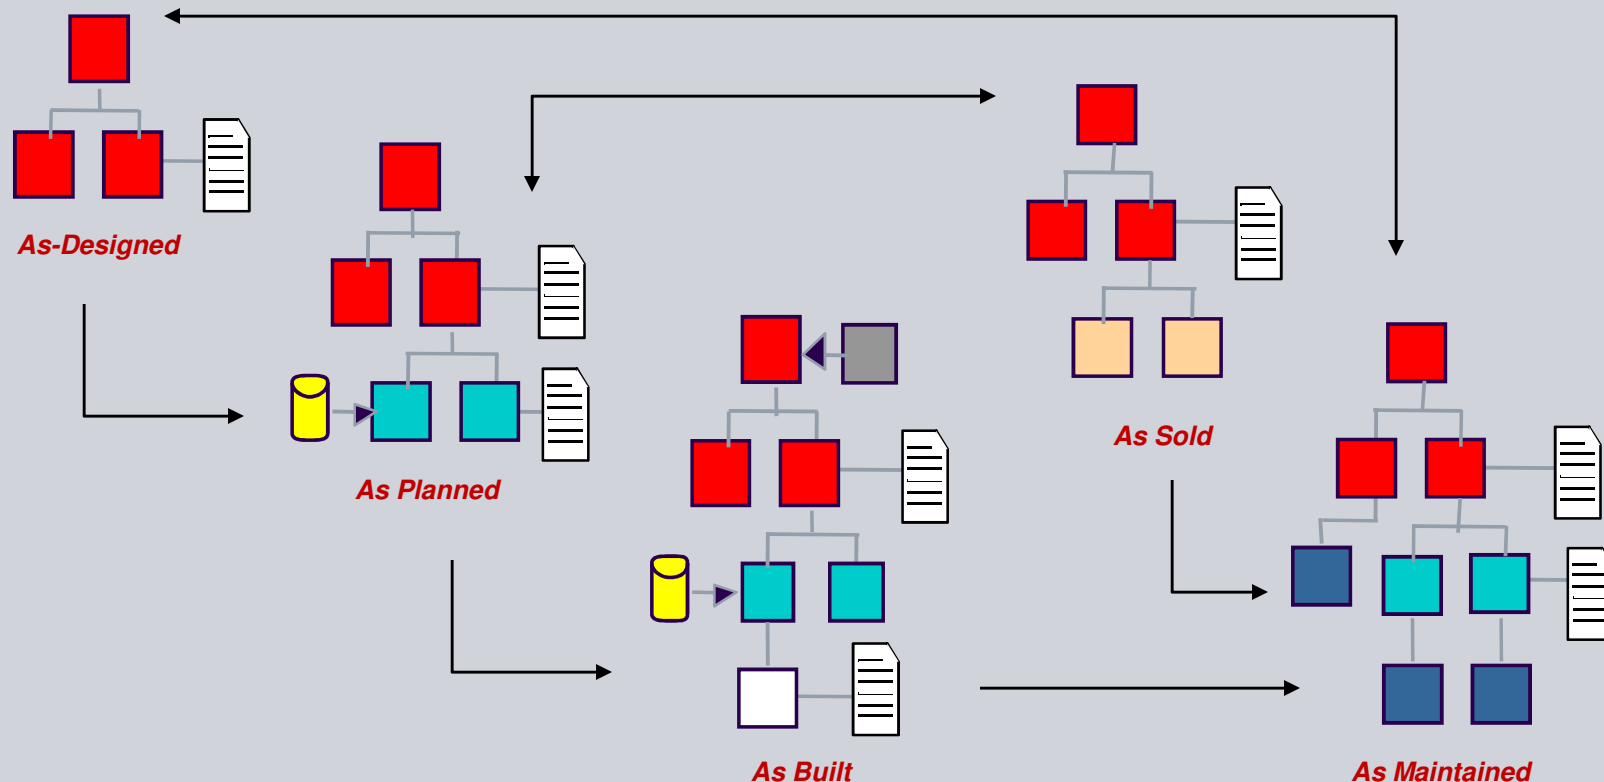 As-Designed
As Planned
As Sold
As Built
As Maintained